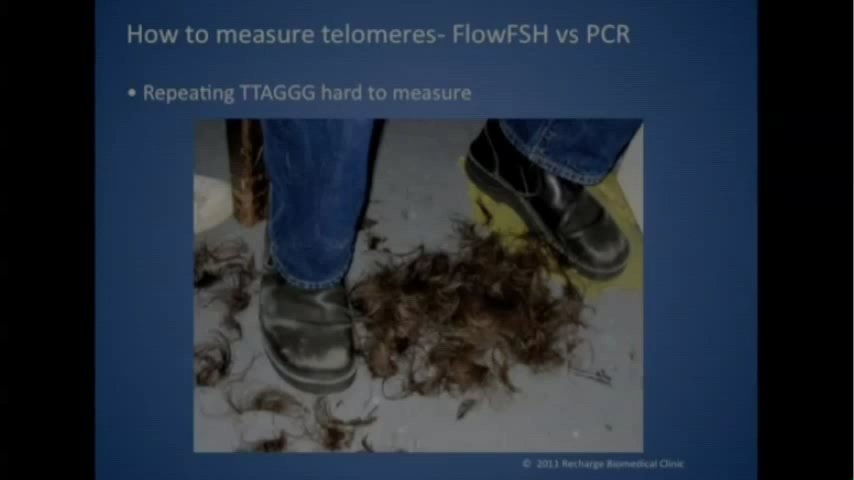 How to measure telomeres- FlowFSH vs PCR
• Repeating TTAGGG hard to measure
© 2011 Recharge Biomedical Clinic